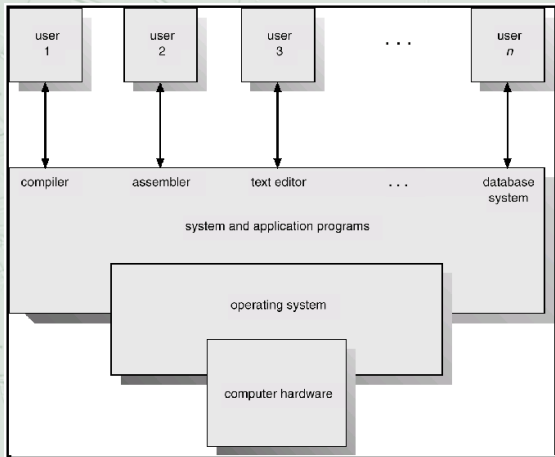 user
1
user
2
user
3
. . .
user
n
compiler
assembler
text editor
. . .
database
system
system and application programs
operating system
computer hardware